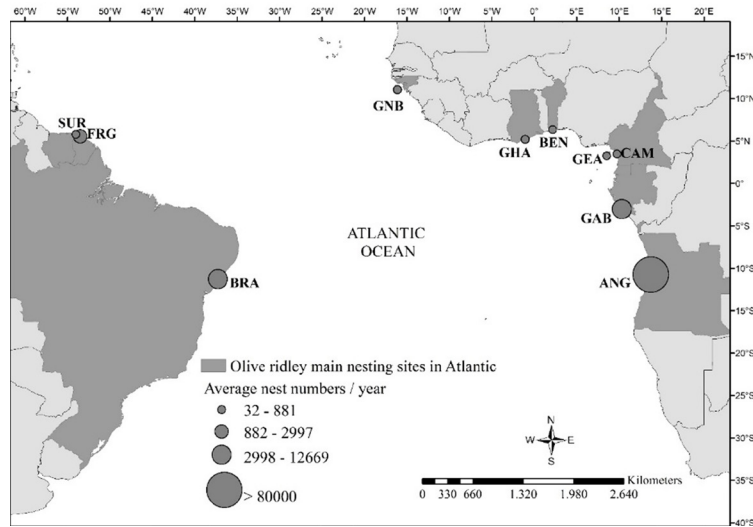 60°W 55°W 50°W 45°W 40°W 35°W 30°W 25°W 20°W 15°W 10°W 5°W 0° 5°E 10°E 15°E 20°E
15°N
10°N
5°N
0°
5°S
10°S
15°S
20°S
25°S
30°S
35°S
40°S
GNB
SUR
FRG
GHA
BEN
GEA
CAM
GAB
ATLANTIC
OCEAN
BRA
ANG
Olive ridley main nesting sites in Atlantic
Average nest numbers / year
32 - 881
882 - 2997
2998 - 12669
> 80000
N
W E
S
Kilometers
0 330 660 1.320 1.980 2.640